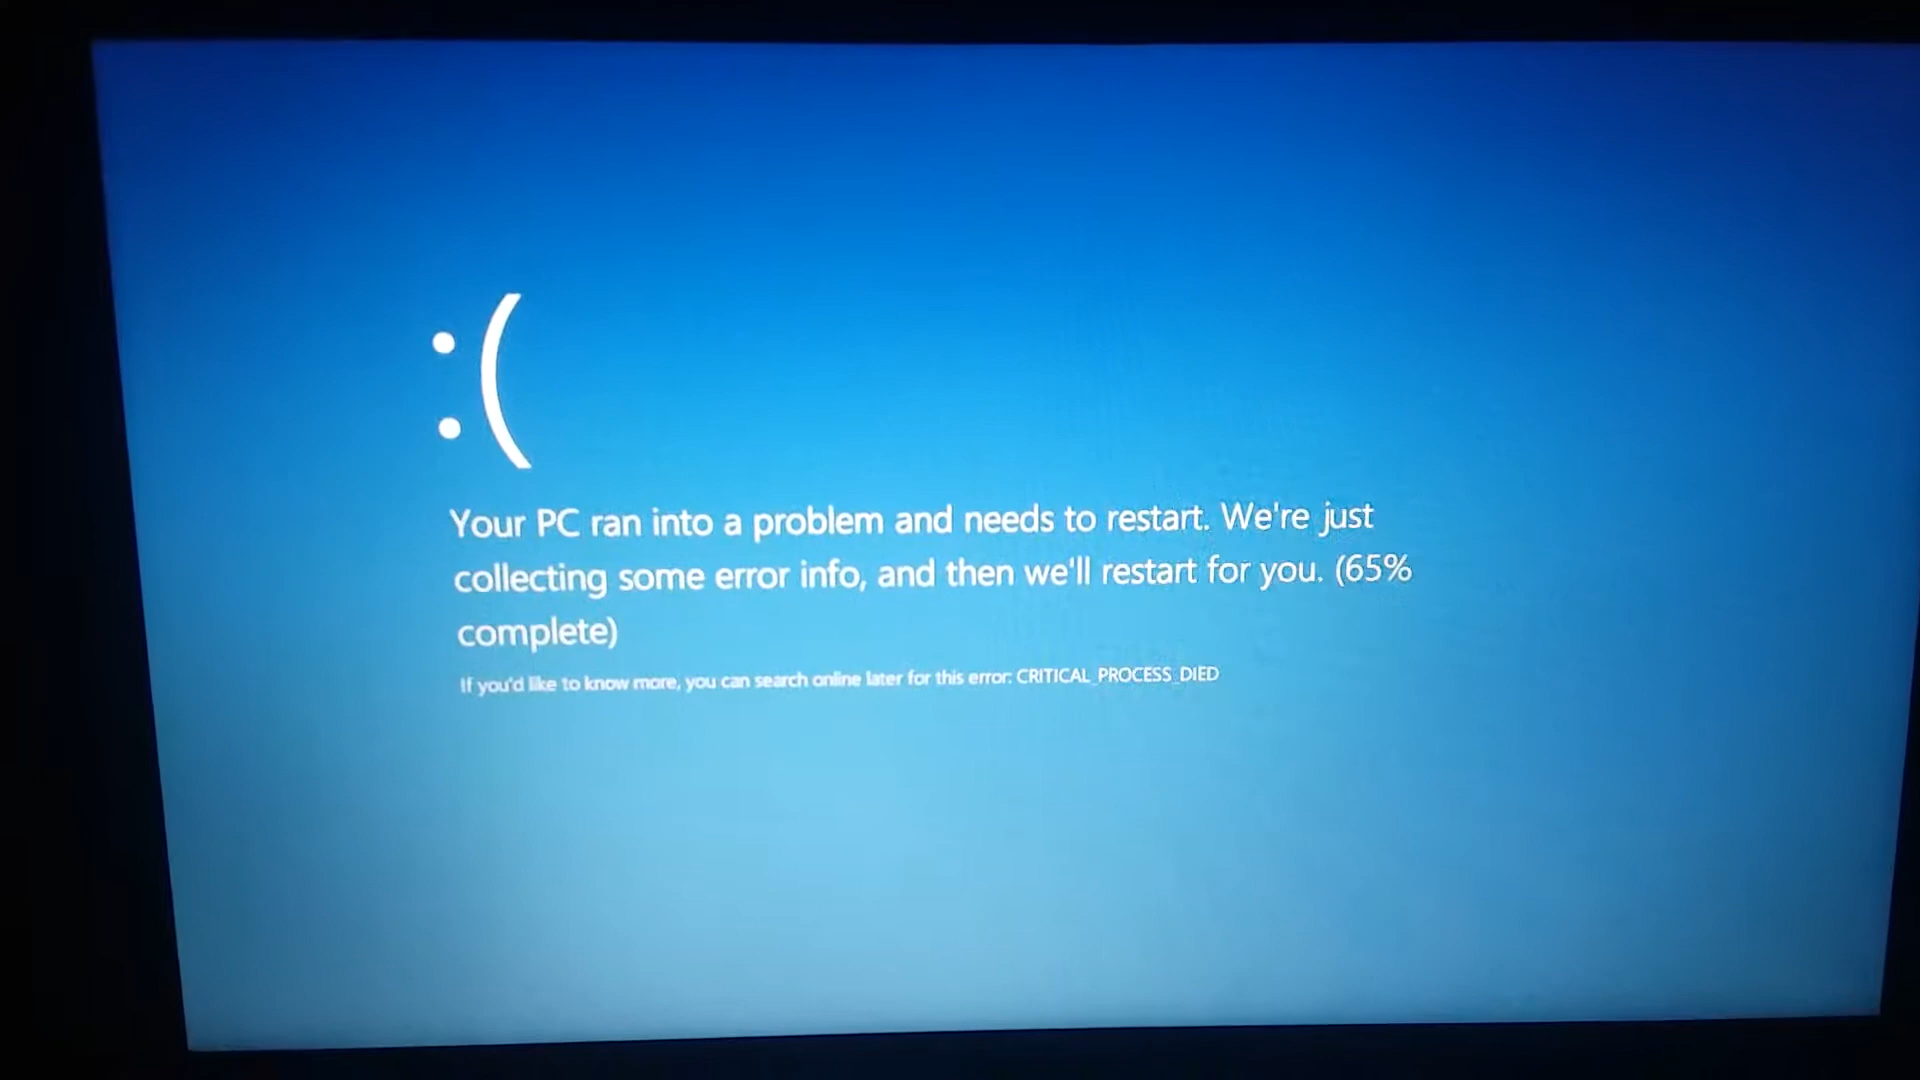 :(
Your PC ran into a problem and needs to restart. We're just
collecting some error info, and then we'll restart for you. (65%
complete)
If you'd like to know more, you can search online later for this error: CRITICAL_PROCESS_DIED